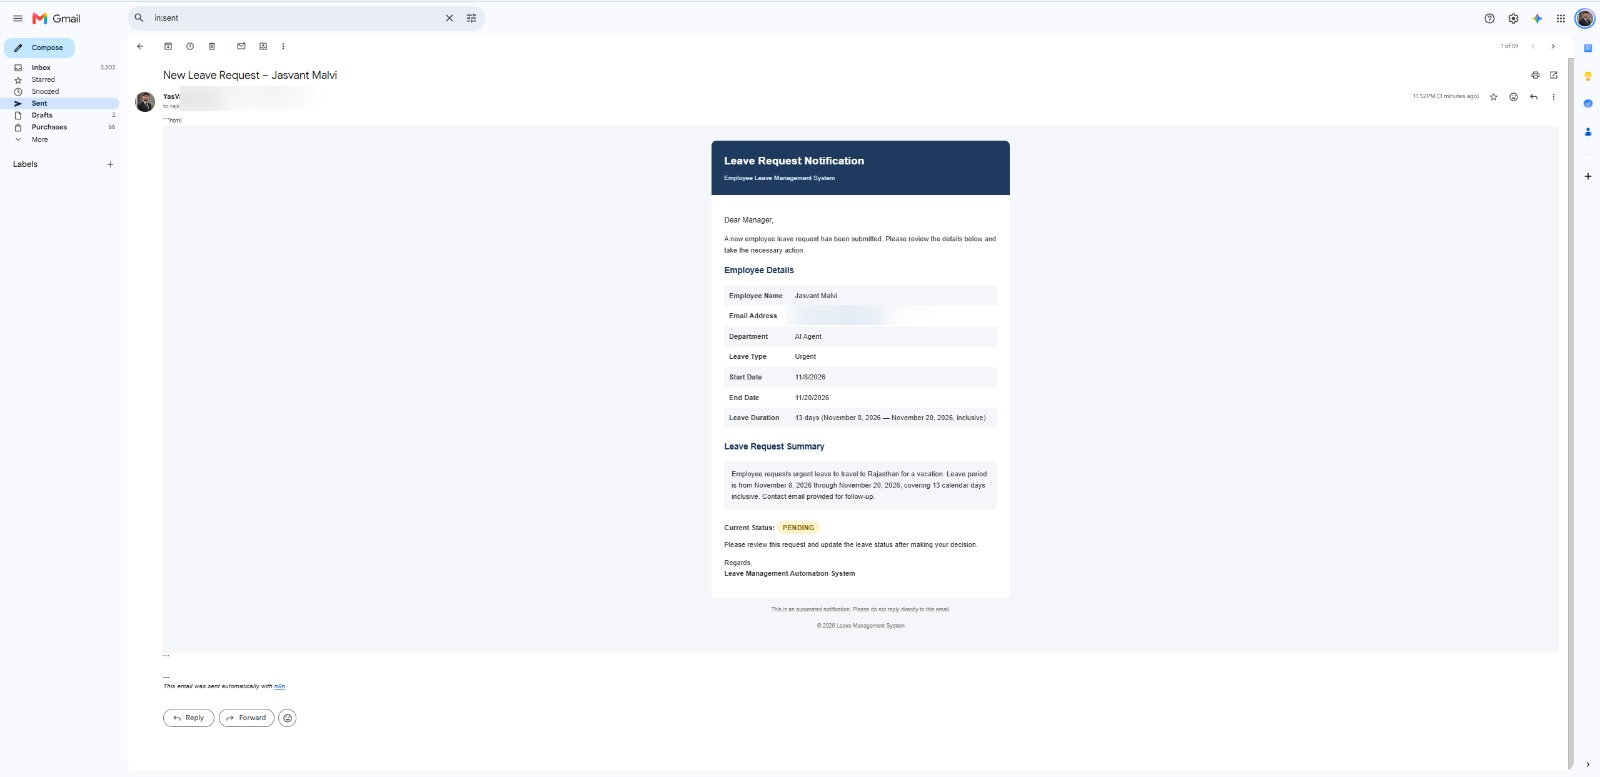 Gmail
in:sent
Compose
Inbox 3,202
Starred
Snoozed
Sent
Drafts 2
Purchases 66
More
Labels
1 of 59
New Leave Request – Jasvant Malvi
11:52 PM (3 minutes ago)
```html
Leave Request Notification
Employee Leave Management System
Dear Manager,
A new employee leave request has been submitted. Please review the details below and
take the necessary action.
Employee Details
Employee Name Jasvant Malvi
Email Address
Department AI Agent
Leave Type Urgent
Start Date 11/8/2026
End Date 11/20/2026
Leave Duration 13 days (November 8, 2026 — November 20, 2026, inclusive)
Leave Request Summary
Employee requests urgent leave to travel to Rajasthan for a vacation. Leave period
is from November 8, 2026 through November 20, 2026, covering 13 calendar days
inclusive. Contact email provided for follow-up.
Current Status: PENDING
Please review this request and update the leave status after making your decision.
Regards,
Leave Management Automation System
This is an automated notification. Please do not reply directly to this email.
© 2026 Leave Management System
```
---
This email was sent automatically with n8n
Reply Forward